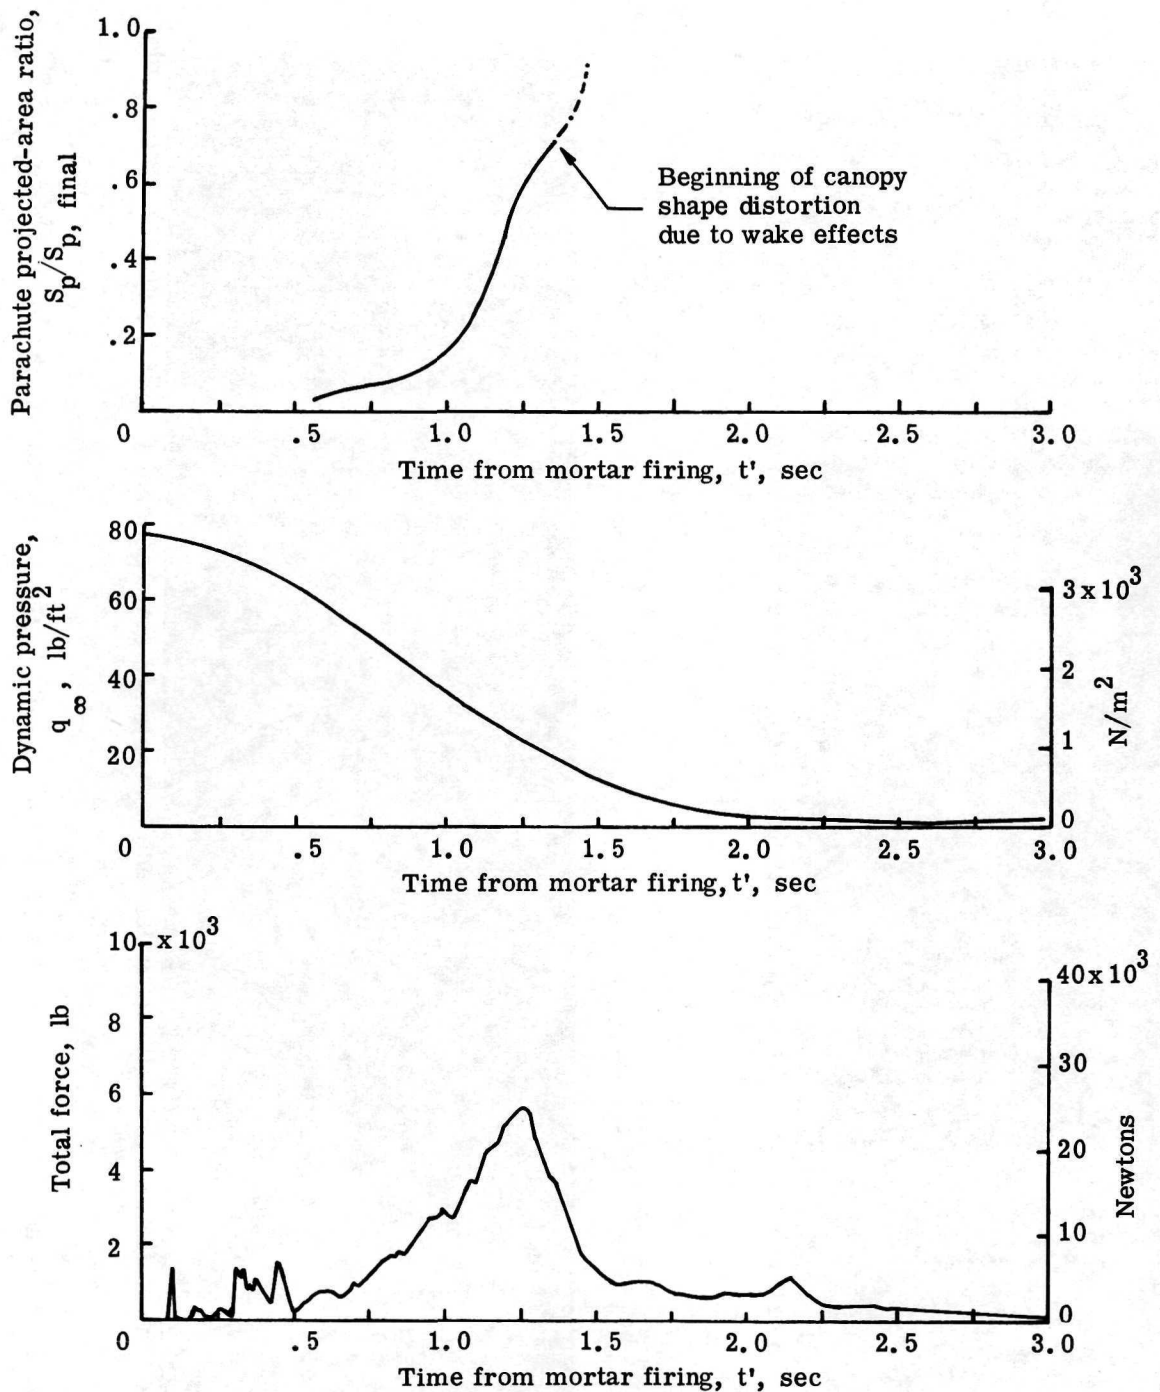 Parachute projected-area ratio,
Sp/Sp, final
1.0
.8
.6
.4
.2
0 .5 1.0 1.5 2.0 2.5 3.0
Time from mortar firing, t', sec
Beginning of canopy
shape distortion
due to wake effects
Dynamic pressure,
q∞, lb/ft²
80
60
40
20
0 .5 1.0 1.5 2.0 2.5 3.0
Time from mortar firing, t', sec
3 x 10³
2
1
0
N/m²
Total force, lb
10 x 10³
8
6
4
2
0 .5 1.0 1.5 2.0 2.5 3.0
Time from mortar firing, t', sec
40 x 10³
30
20
10
0
Newtons